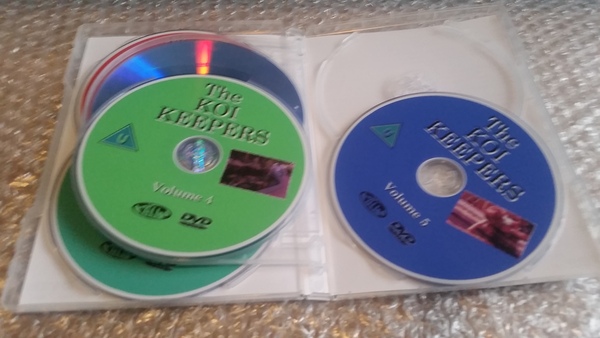 The
KOI
KEEPERS
U
Volume 4
DVD
The
KOI
KEEPERS
U
Volume 5
DVD